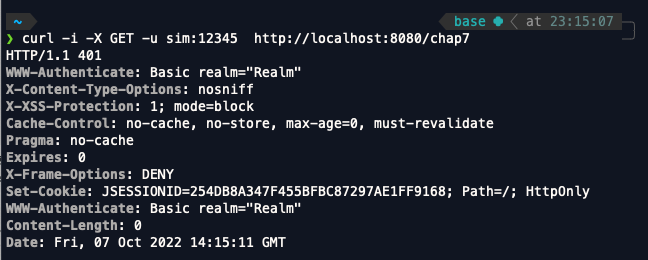 ~ base at 23:15:07
❯ curl -i -X GET -u sim:12345  http://localhost:8080/chap7
HTTP/1.1 401
WWW-Authenticate: Basic realm="Realm"
X-Content-Type-Options: nosniff
X-XSS-Protection: 1; mode=block
Cache-Control: no-cache, no-store, max-age=0, must-revalidate
Pragma: no-cache
Expires: 0
X-Frame-Options: DENY
Set-Cookie: JSESSIONID=254DB8A347F455BFBC87297AE1FF9168; Path=/; HttpOnly
WWW-Authenticate: Basic realm="Realm"
Content-Length: 0
Date: Fri, 07 Oct 2022 14:15:11 GMT